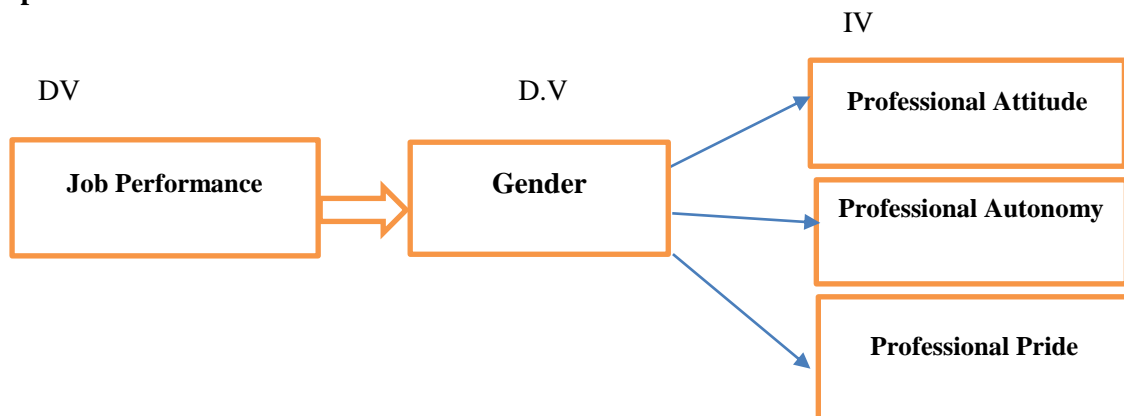 IV
DV
D.V
Professional Attitude
Job Performance
Gender
Professional Autonomy
Professional Pride